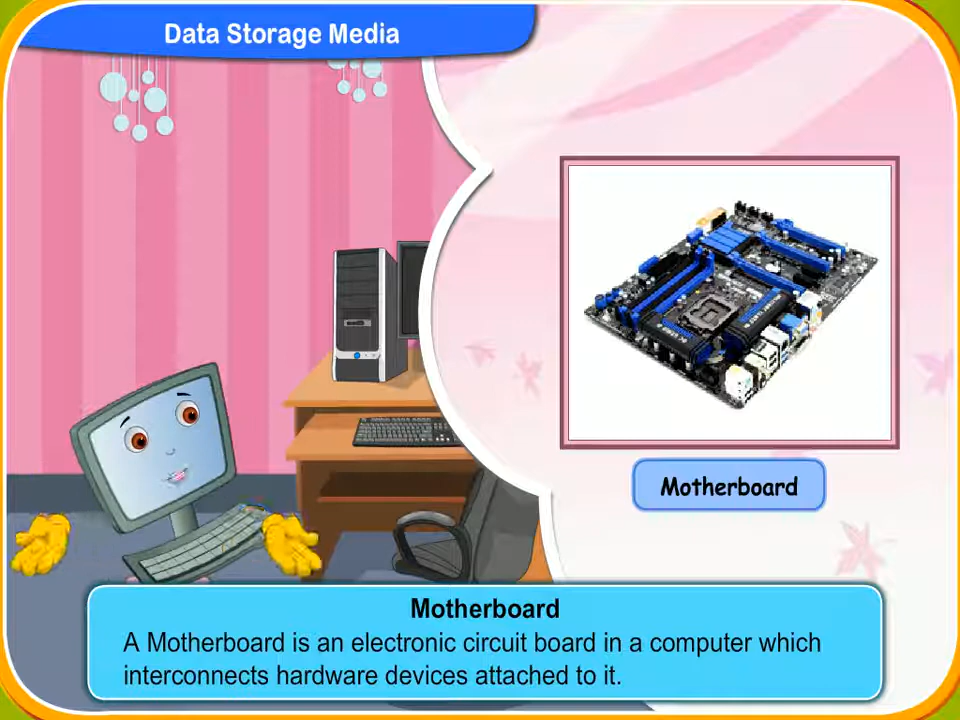 Data Storage Media
Motherboard
Motherboard
A Motherboard is an electronic circuit board in a computer which
interconnects hardware devices attached to it.